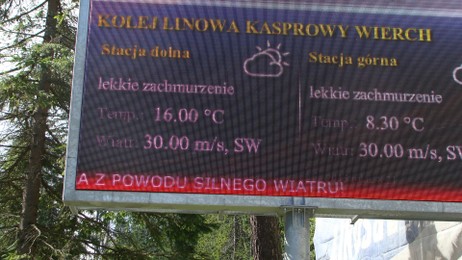 KOLEJ LINOWA KASPROWY WIERCH
Stacja dolna
lekkie zachmurzenie
Temp.: 16.00 °C
Wiatr: 30.00 m/s, SW
Stacja górna
lekkie zachmurzenie
Temp.: 8.30 °C
Wiatr: 30.00 m/s, SW
A Z POWODU SILNEGO WIATRU!